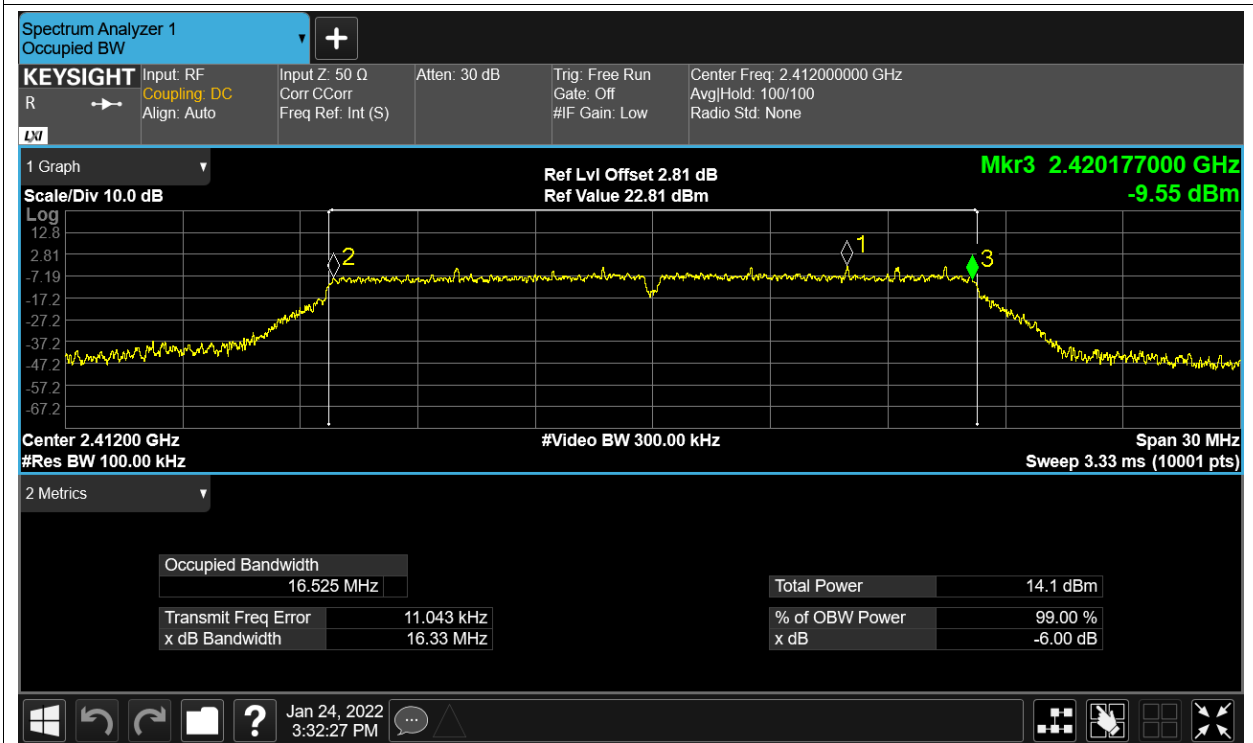 Spectrum Analyzer 1
Occupied BW
KEYSIGHT
R
LXI
Input: RF
Coupling: DC
Align: Auto
Input Z: 50 Ω
Corr CCorr
Freq Ref: Int (S)
Atten: 30 dB
Trig: Free Run
Gate: Off
#IF Gain: Low
Center Freq: 2.412000000 GHz
Avg|Hold: 100/100
Radio Std: None
1 Graph
Scale/Div 10.0 dB
Ref Lvl Offset 2.81 dB
Ref Value 22.81 dBm
Mkr3 2.420177000 GHz
-9.55 dBm
Log
12.8
2.81
-7.19
-17.2
-27.2
-37.2
-47.2
-57.2
-67.2
2
1
3
Center 2.41200 GHz
#Video BW 300.00 kHz
Span 30 MHz
#Res BW 100.00 kHz
Sweep 3.33 ms (10001 pts)
2 Metrics
Occupied Bandwidth
16.525 MHz
Total Power 14.1 dBm
Transmit Freq Error 11.043 kHz
% of OBW Power 99.00 %
x dB Bandwidth 16.33 MHz
x dB -6.00 dB
?
Jan 24, 2022
3:32:27 PM